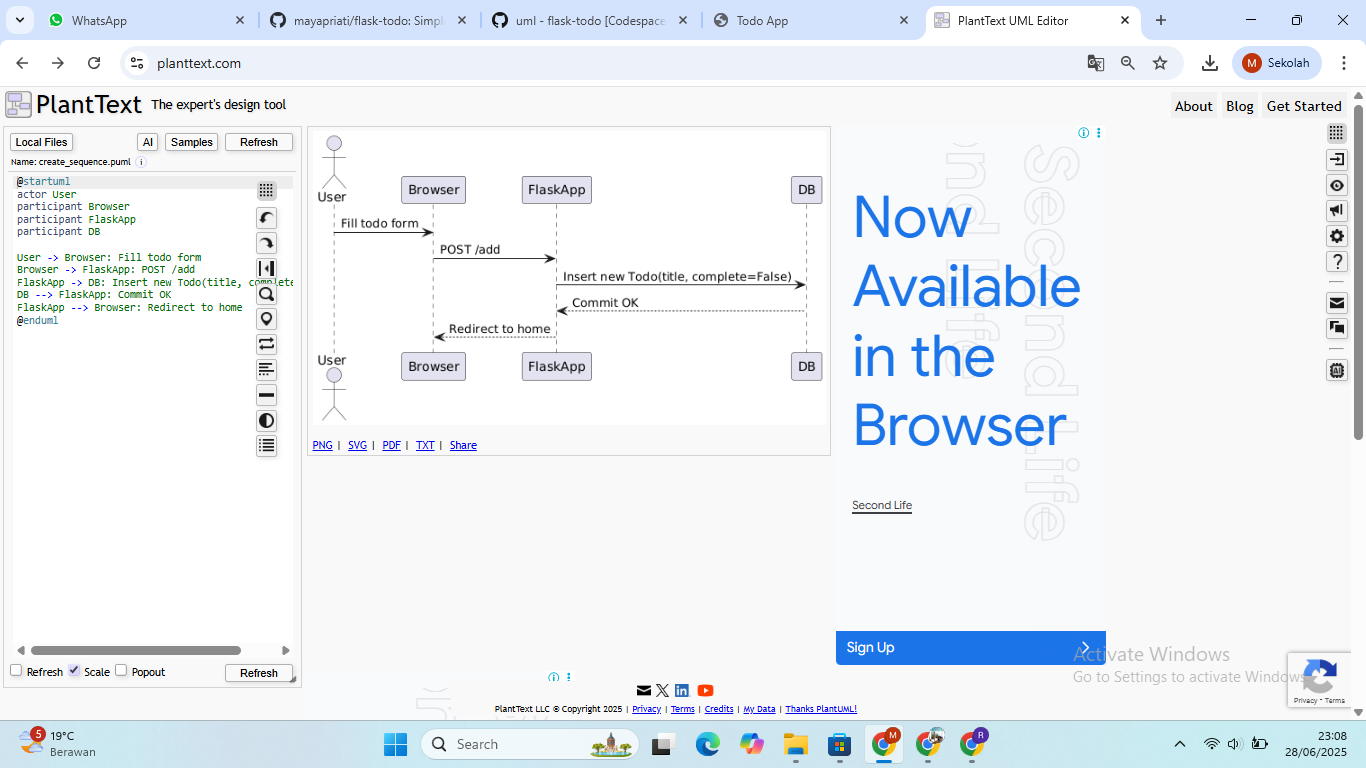 WhatsApp
mayapriati/flask-todo: Simpl
uml - flask-todo [Codespace
Todo App
PlantText UML Editor
planttext.com
M Sekolah
PlantText The expert's design tool
About Blog Get Started
Local Files AI Samples Refresh
Name: create_sequence.puml i
@startuml
actor User
participant Browser
participant FlaskApp
participant DB
User -> Browser: Fill todo form
Browser -> FlaskApp: POST /add
FlaskApp -> DB: Insert new Todo(title, complete
DB --> FlaskApp: Commit OK
FlaskApp --> Browser: Redirect to home
@enduml
Refresh Scale Popout Refresh
User Browser FlaskApp DB
Fill todo form
POST /add
Insert new Todo(title, complete=False)
Commit OK
Redirect to home
User Browser FlaskApp DB
PNG | SVG | PDF | TXT | Share
Now
Available
in the
Browser
Second Life
Second Life
Sign Up
AI
Activate Windows
Go to Settings to activate Windows
Privacy - Terms
PlantText LLC © Copyright 2025 | Privacy | Terms | Credits | My Data | Thanks PlantUML!
5
19°C
Berawan
Search
M
R
23:08
28/06/2025